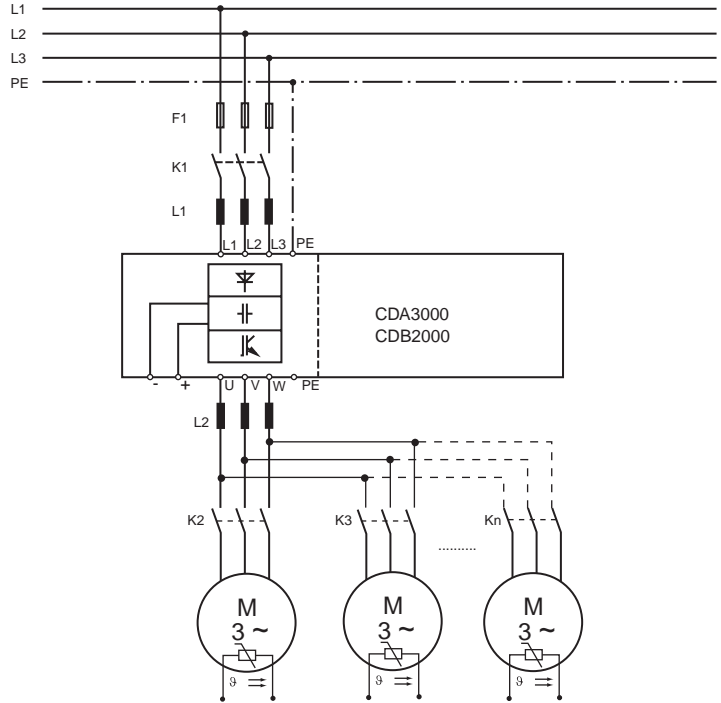 L1
L2
L3
PE
F1
K1
L1
L1 L2 L3 PE
CDA3000
CDB2000
- + U V W PE
L2
K2 K3 Kn
..........
M M M
3 ~ 3 ~ 3 ~
ϑ ϑ ϑ